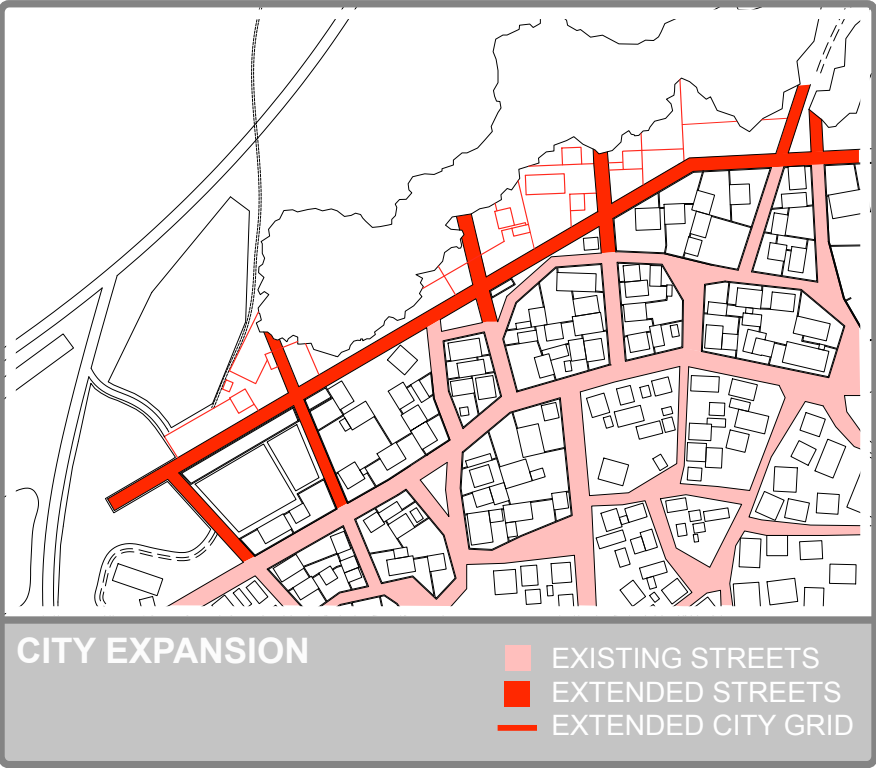 CITY EXPANSION
EXISTING STREETS
EXTENDED STREETS
EXTENDED CITY GRID